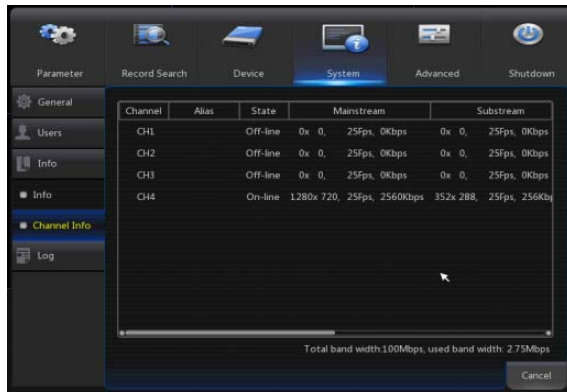 Parameter Record Search Device System Advanced Shutdown
General
Users
Info
Info
Channel Info
Log
Channel Alias State Mainstream Substream
CH1 Off-line 0x 0, 25Fps, 0Kbps 0x 0, 25Fps, 0Kbps
CH2 Off-line 0x 0, 25Fps, 0Kbps 0x 0, 25Fps, 0Kbps
CH3 Off-line 0x 0, 25Fps, 0Kbps 0x 0, 25Fps, 0Kbps
CH4 On-line 1280x 720, 25Fps, 2560Kbps 352x 288, 25Fps, 256Kb
Total band width:100Mbps, used band width: 2.75Mbps
Cancel